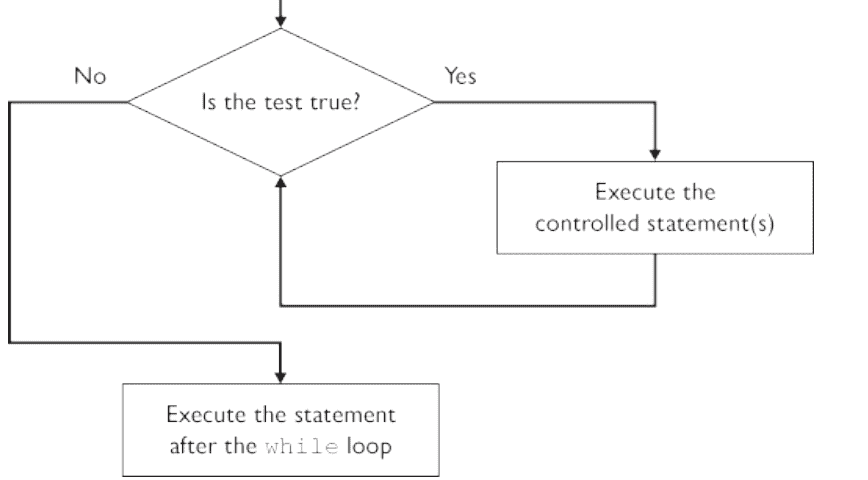 No
Yes
Is the test true?
Execute the
controlled statement(s)
Execute the statement
after the while loop